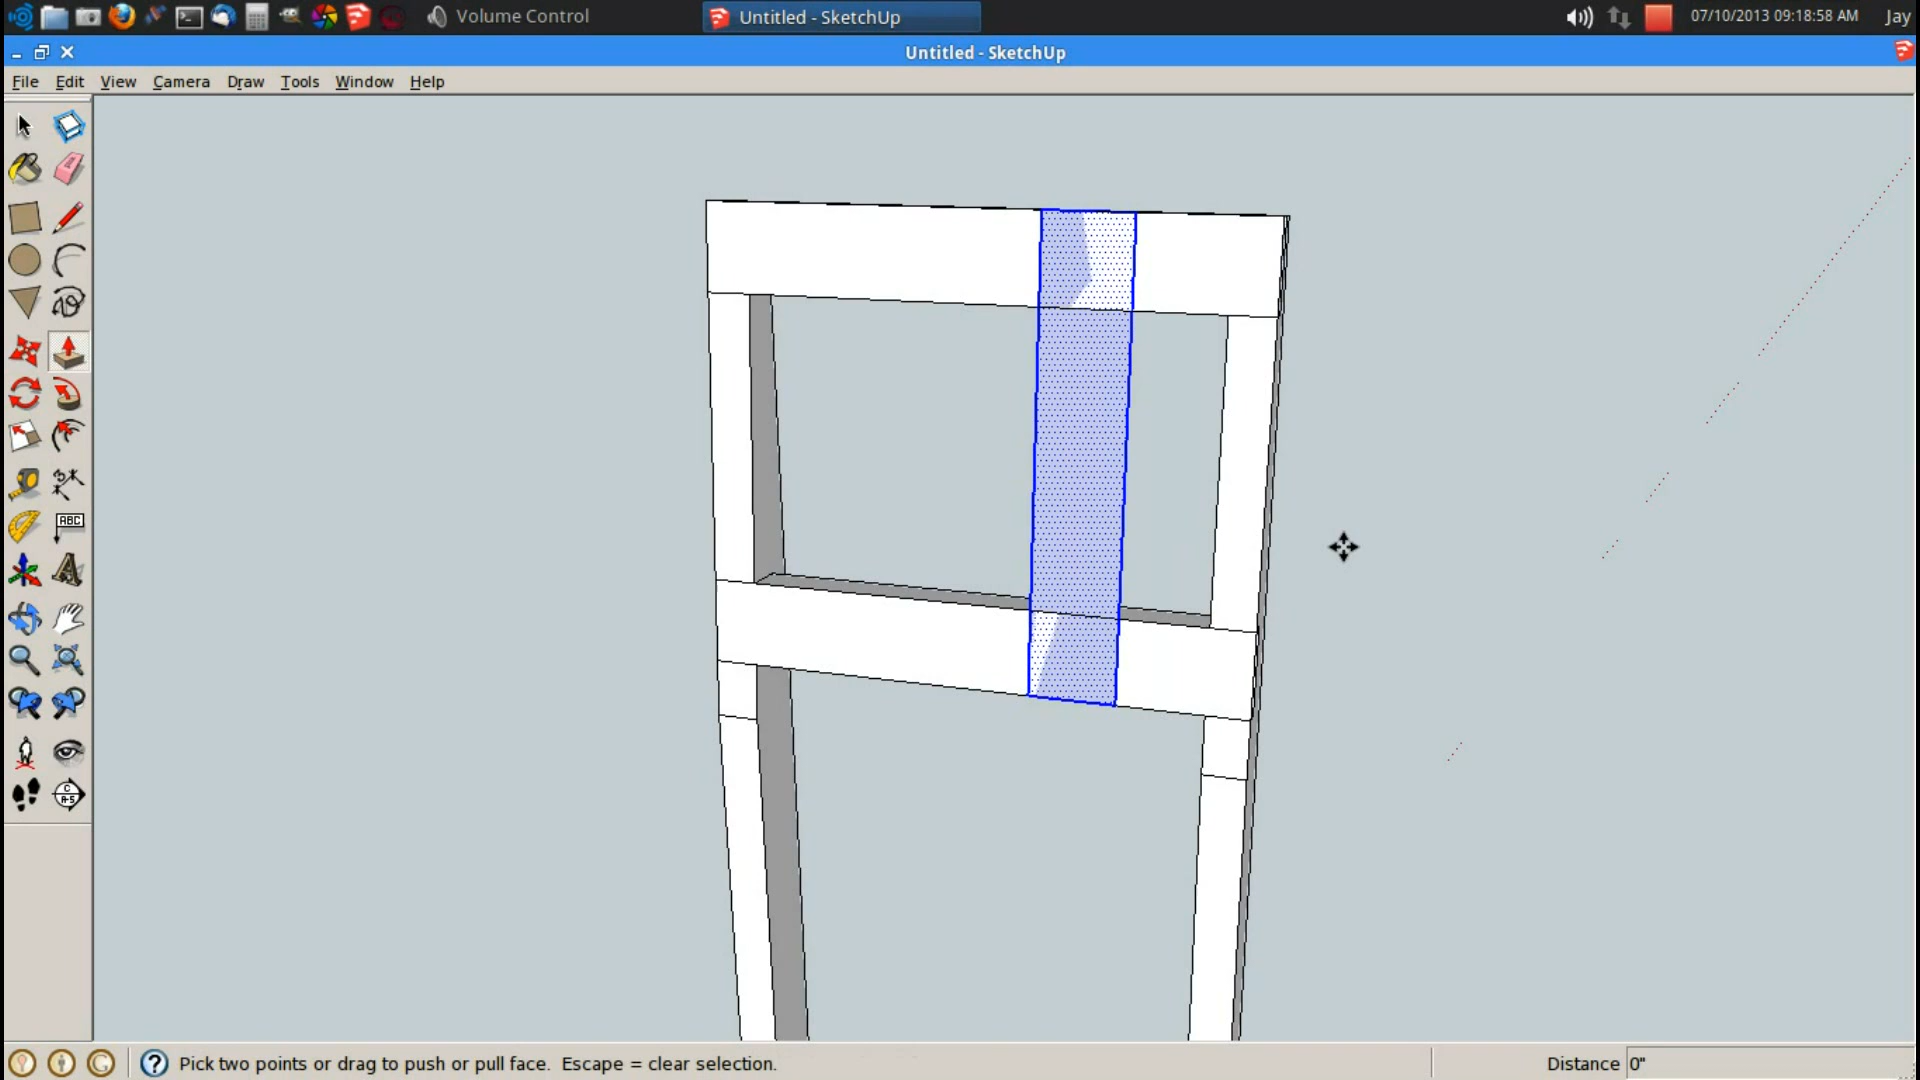 Volume Control
Untitled - SketchUp
07/10/2013 09:18:58 AM
Jay
Untitled - SketchUp
File Edit View Camera Draw Tools Window Help
ABC
A
C
A-S
Pick two points or drag to push or pull face. Escape = clear selection.
Distance 0"